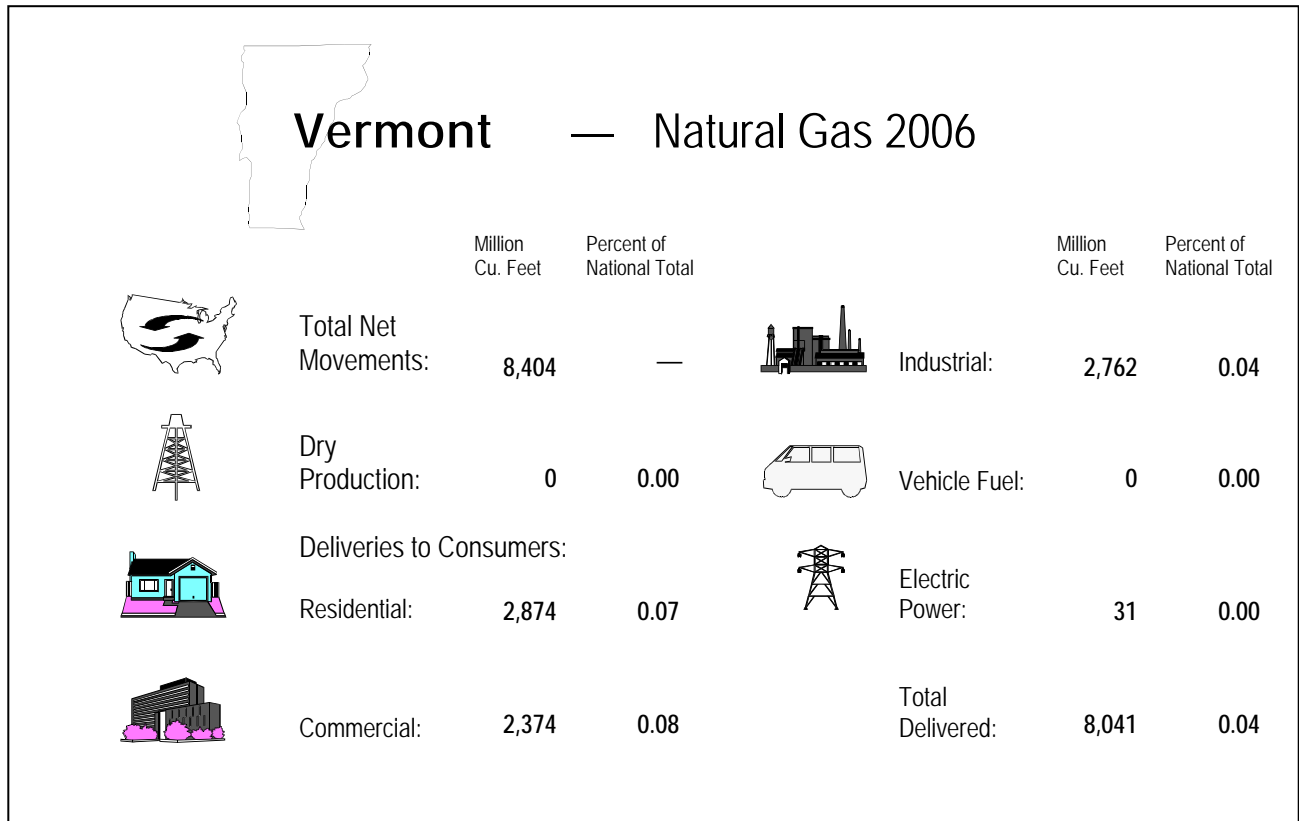 Vermont — Natural Gas 2006
Million Cu. Feet
Percent of National Total
Total Net
Movements: 8,404 —
Dry
Production: 0 0.00
Deliveries to Consumers:
Residential: 2,874 0.07
Commercial: 2,374 0.08
Million Cu. Feet
Percent of National Total
Industrial: 2,762 0.04
Vehicle Fuel: 0 0.00
Electric
Power: 31 0.00
Total
Delivered: 8,041 0.04